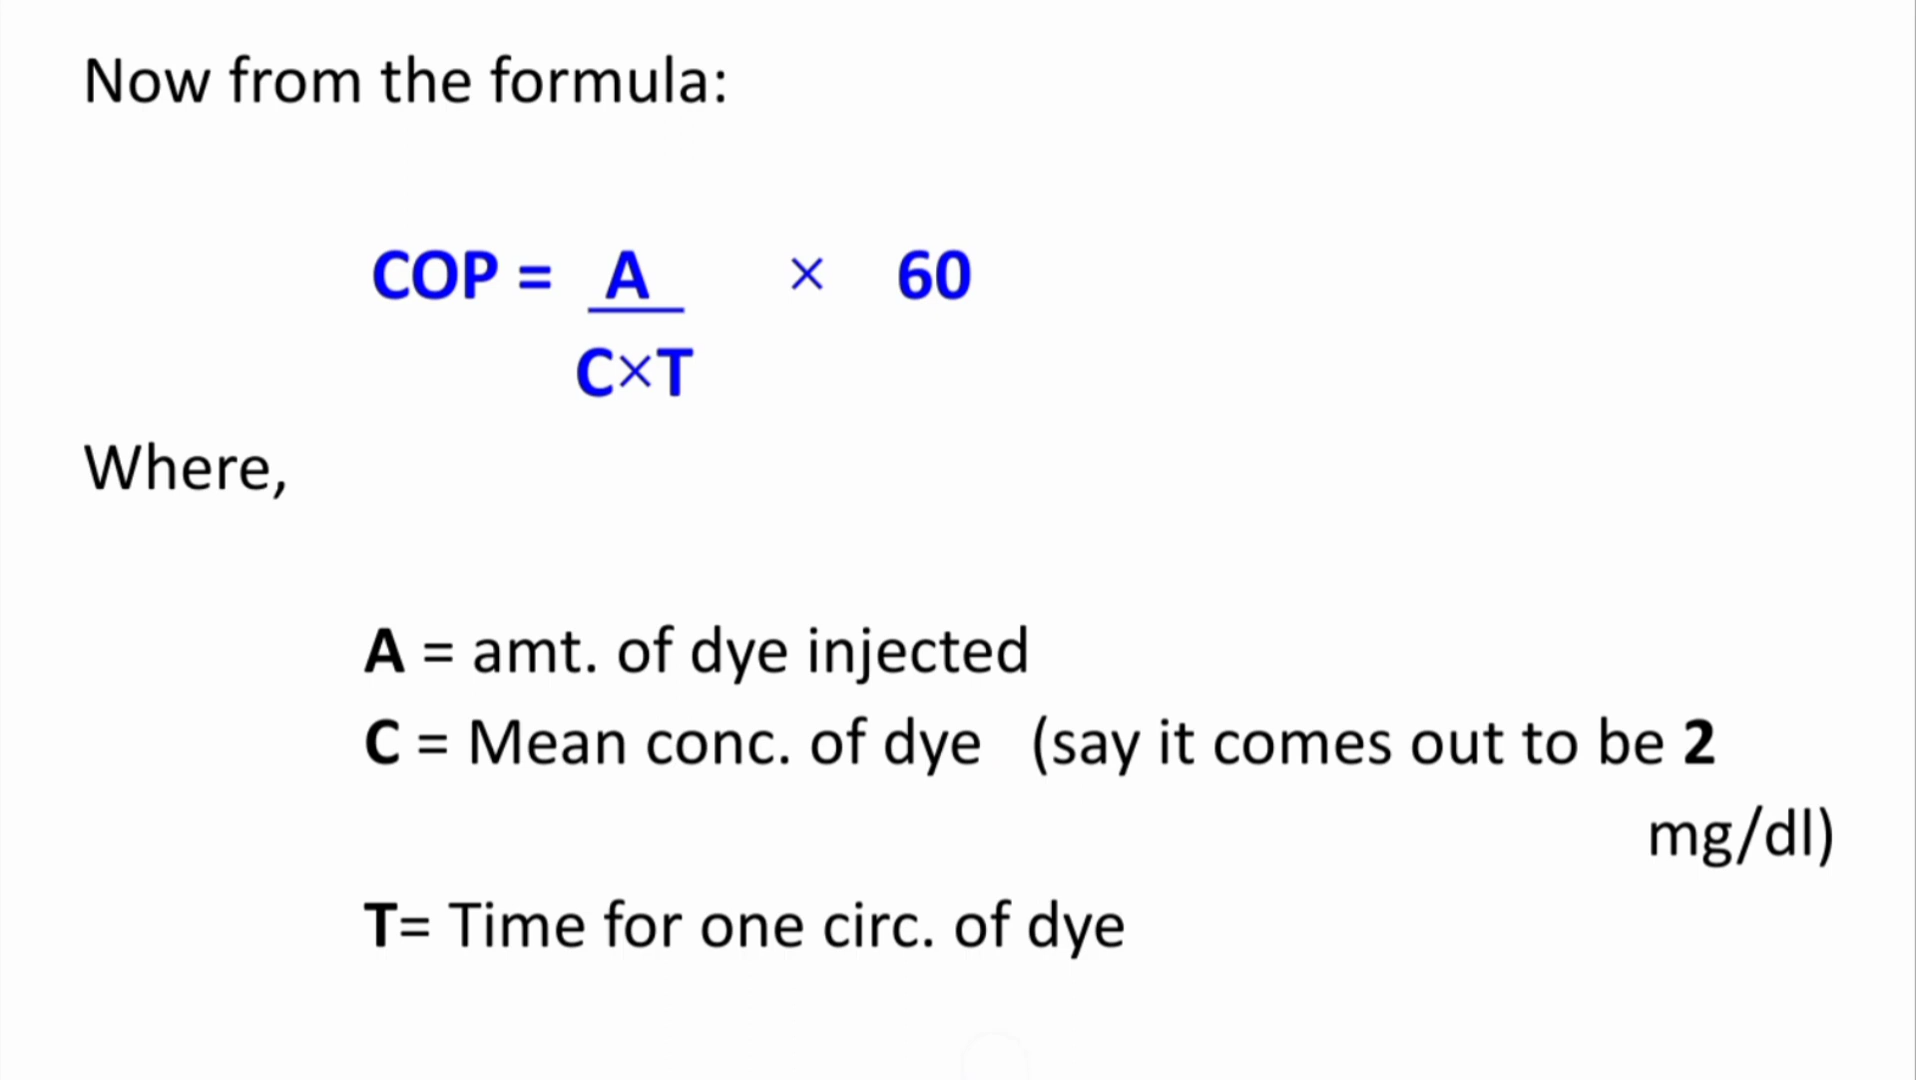 Now from the formula:
COP = A × 60
C×T
Where,
A = amt. of dye injected
C = Mean conc. of dye (say it comes out to be 2
mg/dl)
T= Time for one circ. of dye